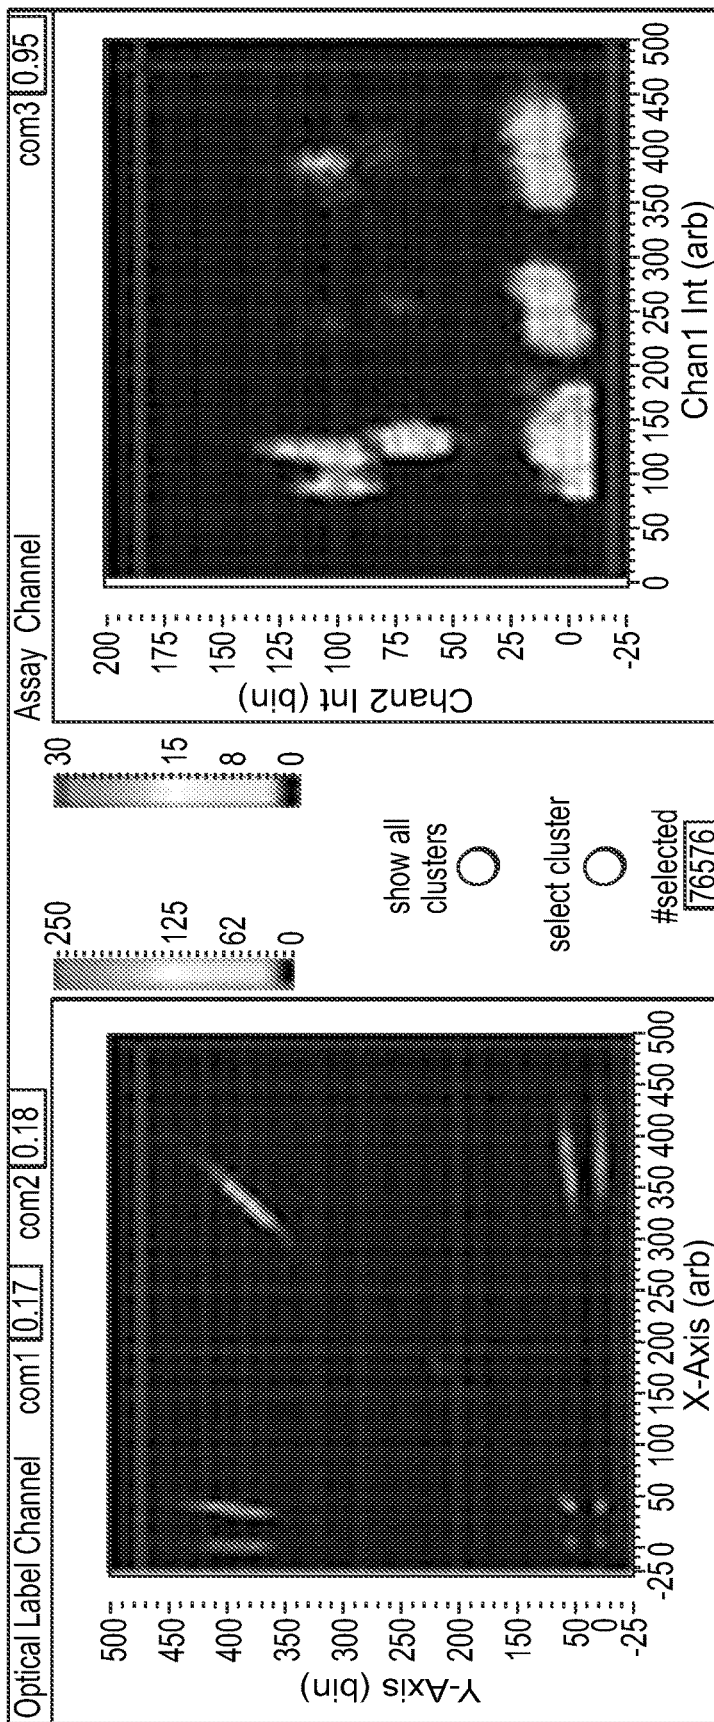 Optical Label Channel com1 0.17 com2 0.18
Assay Channel com3 0.95
500
400
350
300
200
150
50
0
-25
Y-Axis (bin)
-25 0 50 100 150 200 250 300 350 400 450 500
X-Axis (arb)
250
125
62
0
30
15
8
0
show all
clusters
select cluster
#selected
76576
200
175
150
125
100
75
50
25
0
-25
Chan2 Int (bin)
0 50 100 150 200 250 300 350 400 450 500
Chan1 Int (arb)